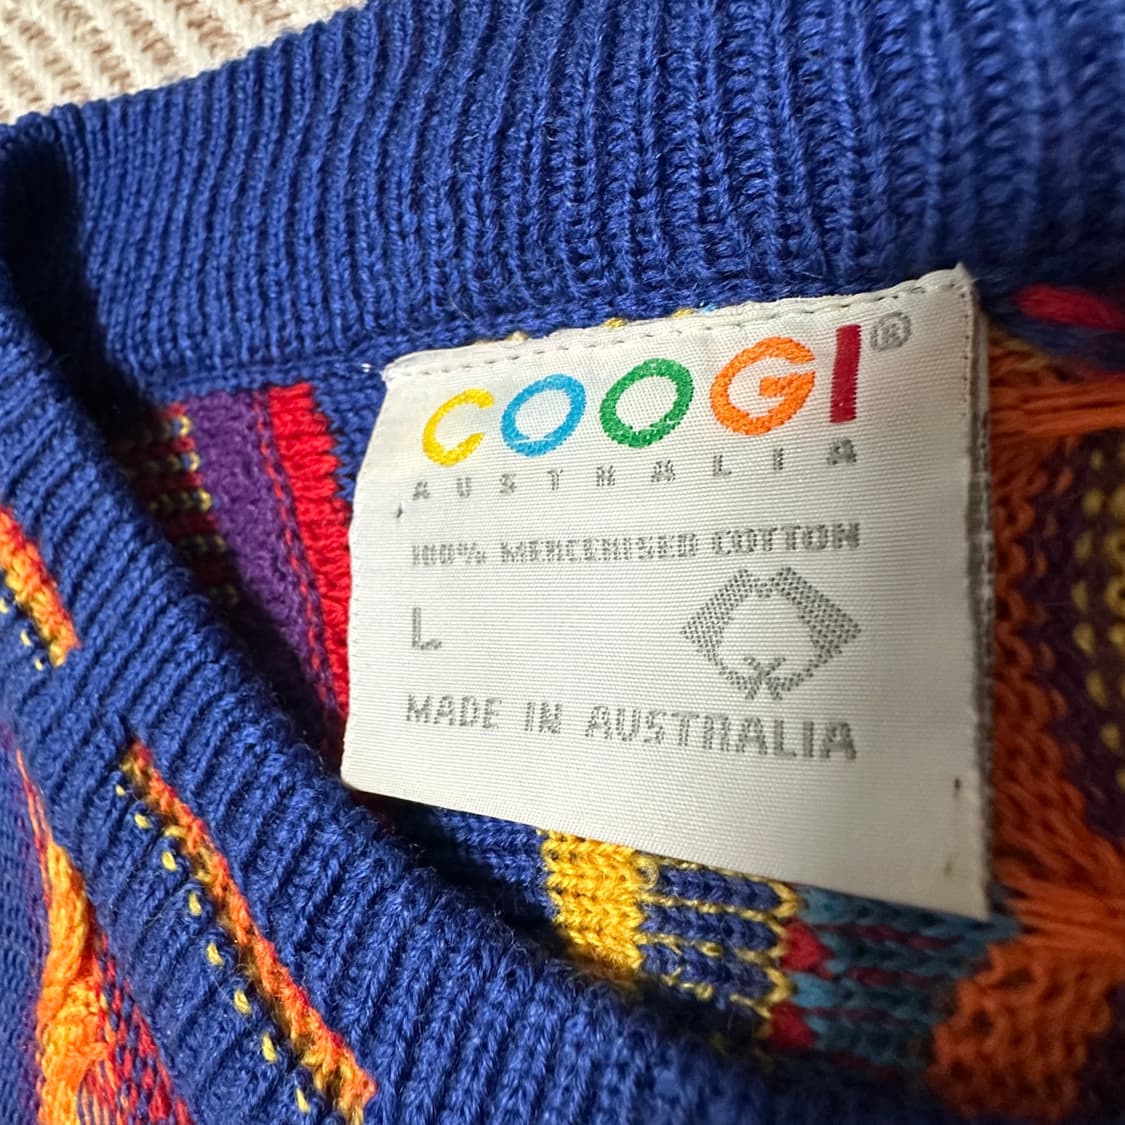 COOGI®
AUSTRALIA
100% MERCERISED COTTON
L
MADE IN AUSTRALIA